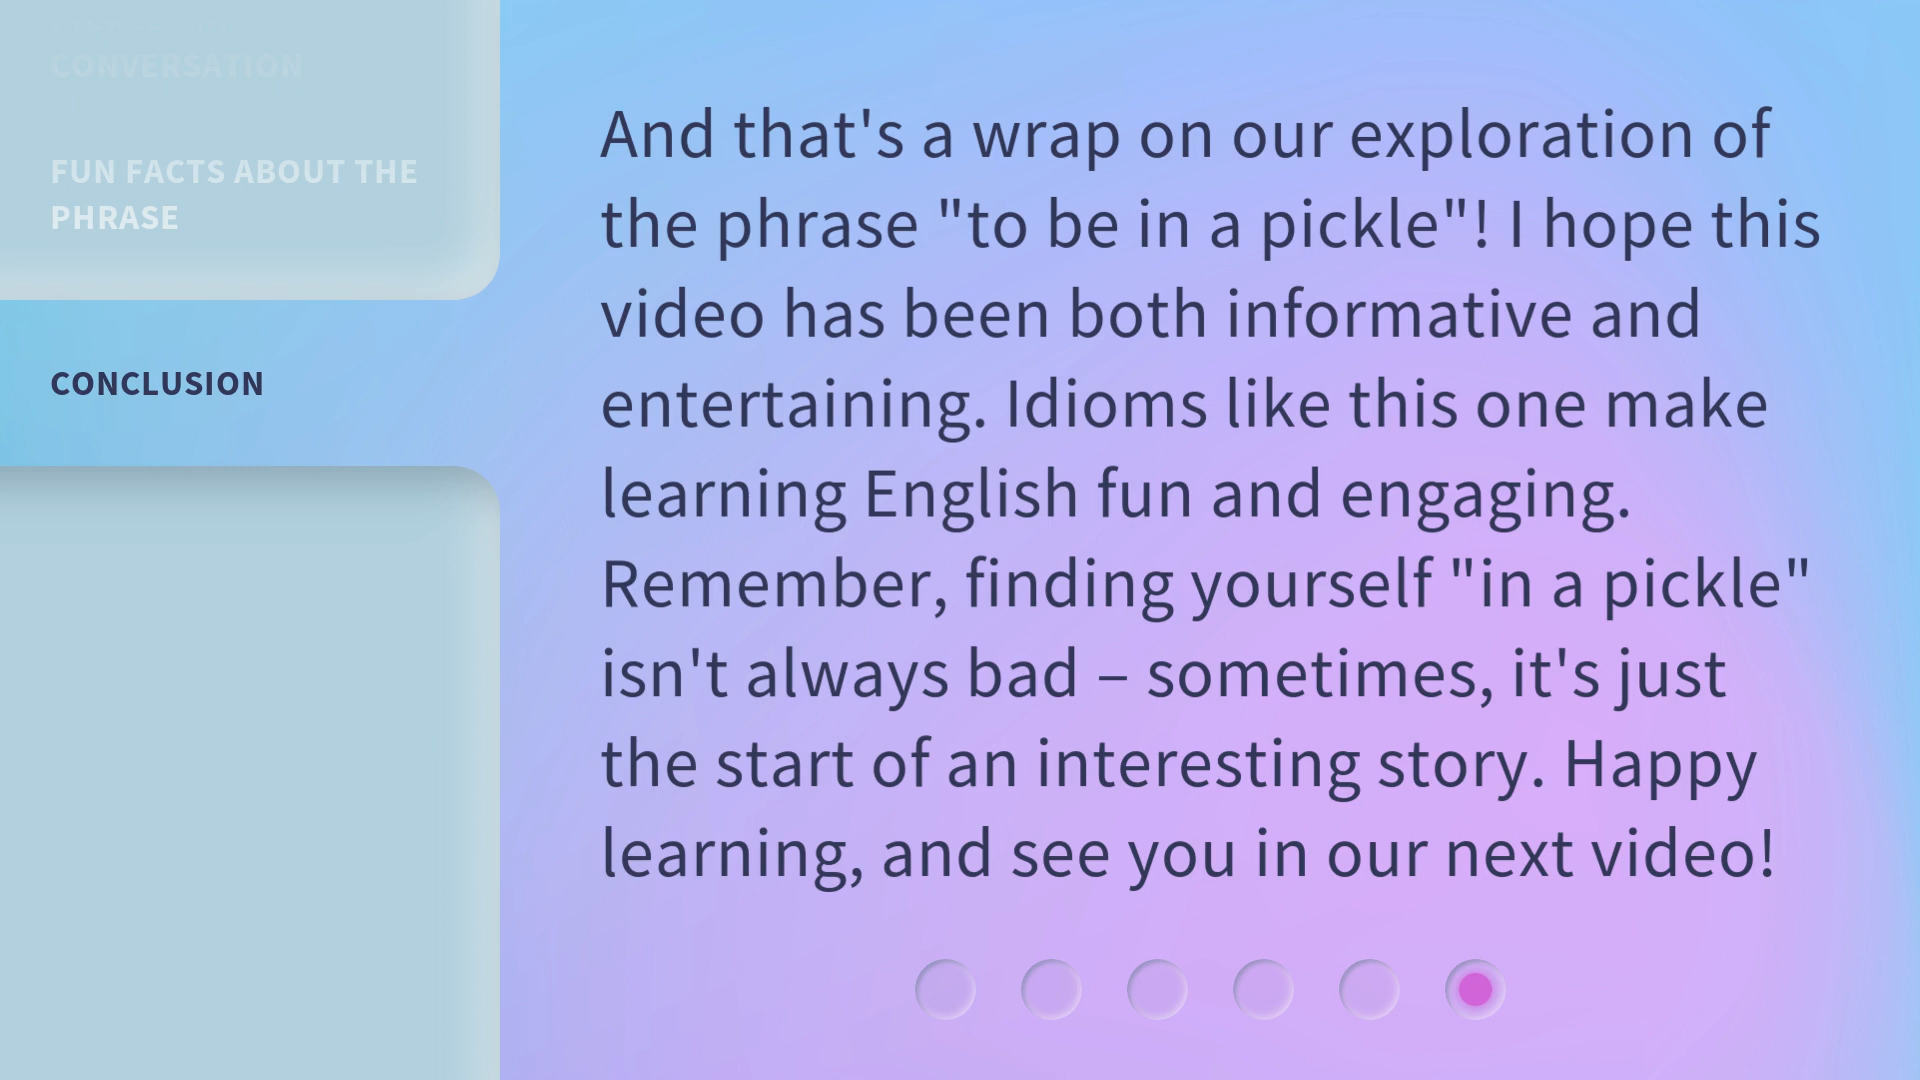 CONVERSATION
FUN FACTS ABOUT THE
PHRASE
CONCLUSION
And that's a wrap on our exploration of
the phrase "to be in a pickle"! I hope this
video has been both informative and
entertaining. Idioms like this one make
learning English fun and engaging.
Remember, finding yourself "in a pickle"
isn't always bad – sometimes, it's just
the start of an interesting story. Happy
learning, and see you in our next video!